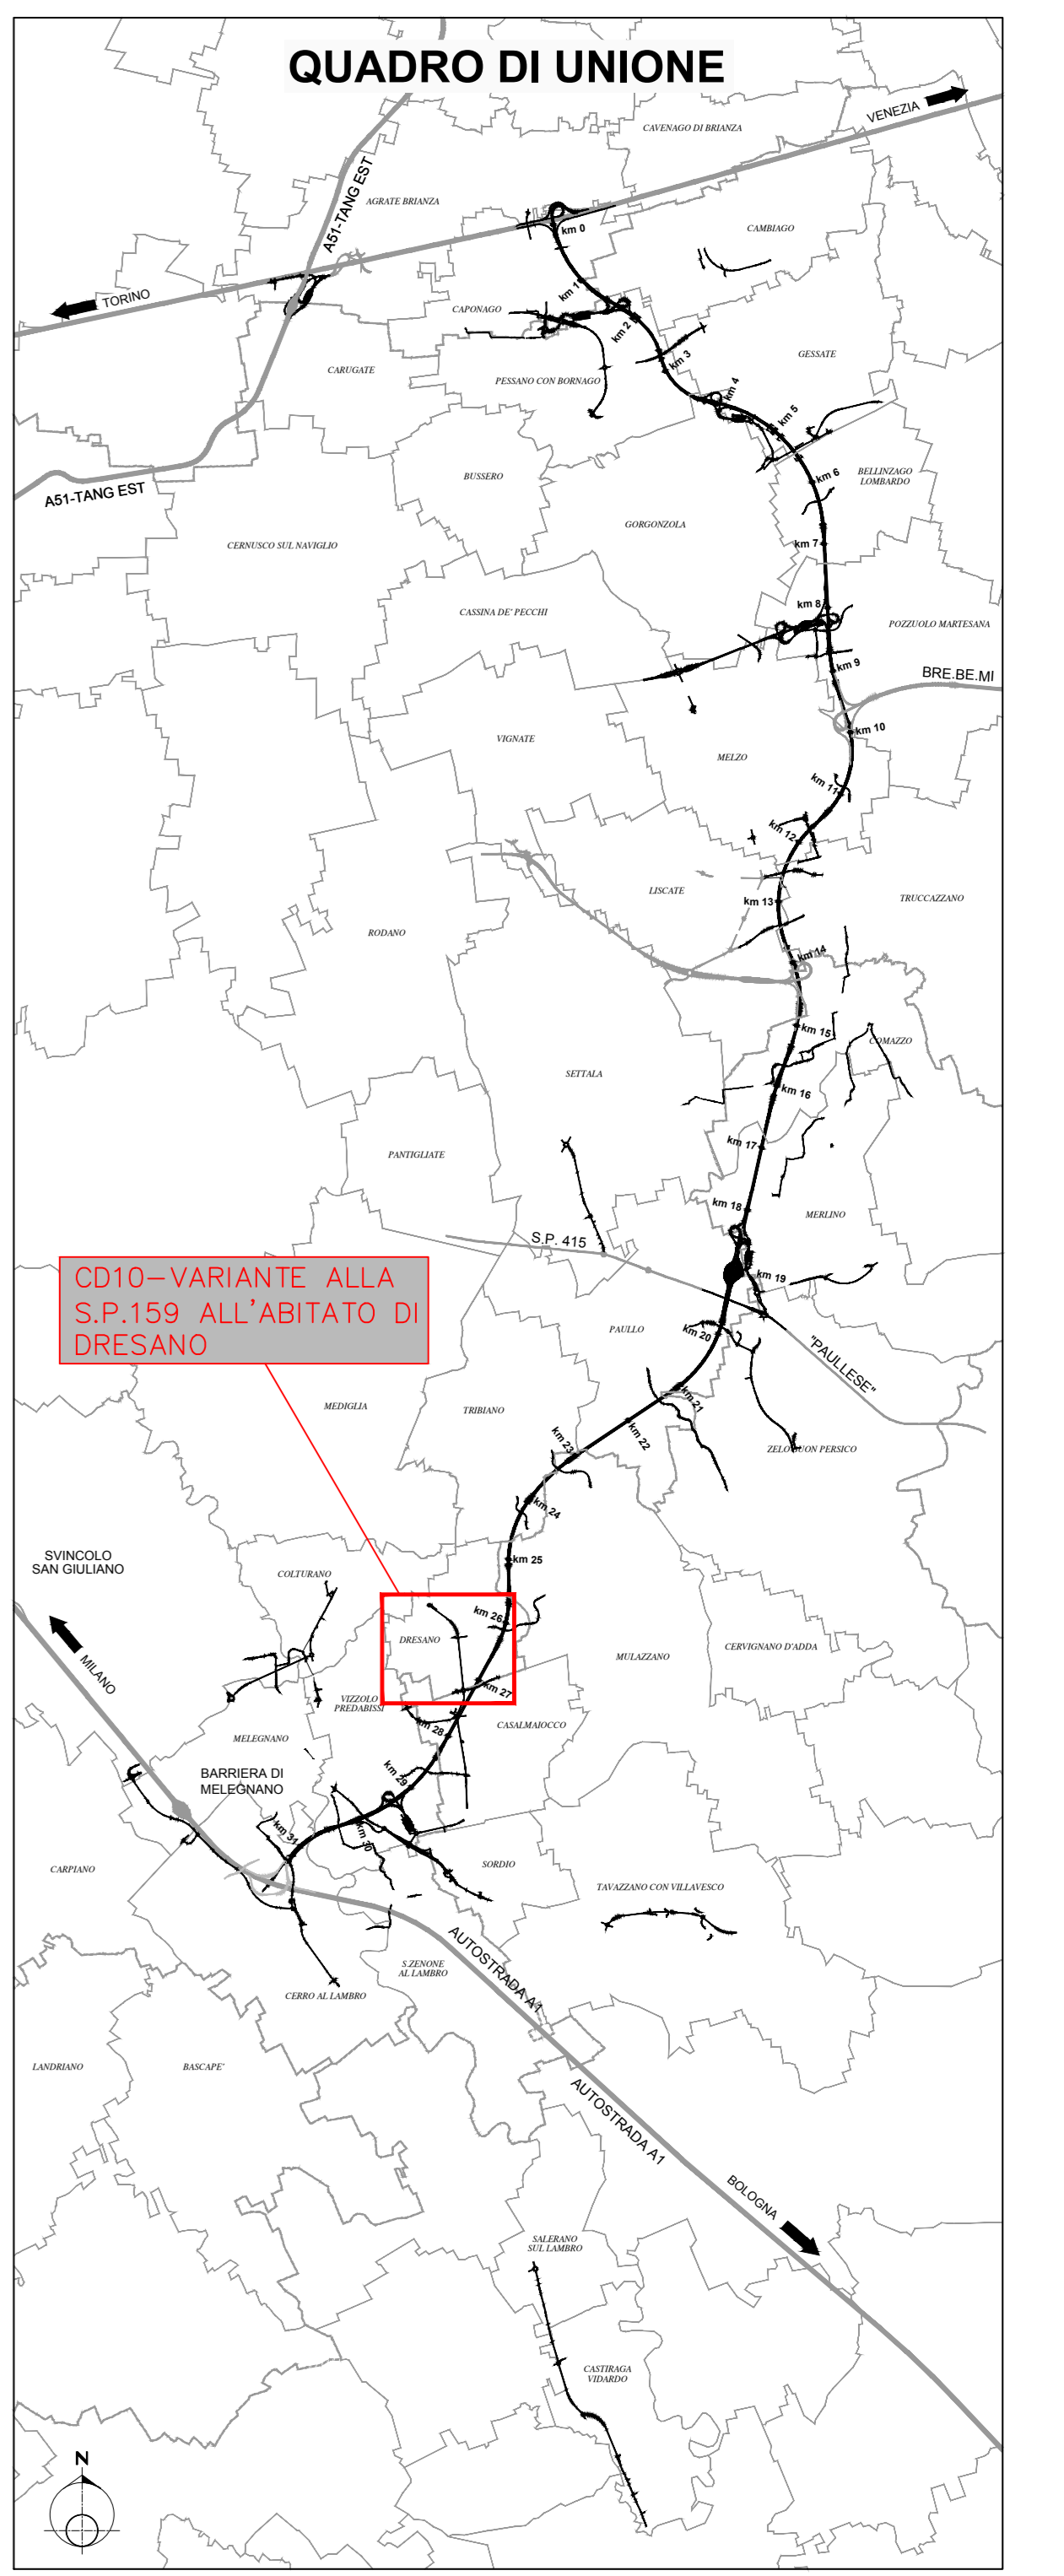 QUADRO DI UNIONE
VENEZIA
CAVENAGO DI BRIANZA
A51-TANG EST
AGRATE BRIANZA
km 0
CAMBIAGO
TORINO
km 1
CAPONAGO
km 2
km 3
GESSATE
CARUGATE
PESSANO CON BORNAGO
km 4
km 5
A51-TANG EST
BUSSERO
km 6
BELLINZAGO
LOMBARDO
GORGONZOLA
CERNUSCO SUL NAVIGLIO
km 7
km 8
CASSINA DE' PECCHI
POZZUOLO MARTESANA
km 9
BRE.BE.MI
km 10
VIGNATE
MELZO
km 11
km 12
LISCATE
TRUCCAZZANO
km 13
RODANO
km 14
km 15
COMAZZO
SETTALA
km 16
km 17
PANTIGLIATE
km 18
MERLINO
S.P. 415
km 19
CD10-VARIANTE ALLA
S.P.159 ALL'ABITATO DI
DRESANO
PAULLO
km 20
"PAULLESE"
km 21
MEDIGLIA
TRIBIANO
km 22
km 23
ZELO BUON PERSICO
km 24
SVINCOLO
SAN GIULIANO
km 25
COLTURANO
km 26
DRESANO
MULAZZANO
CERVIGNANO D'ADDA
MILANO
km 27
VIZZOLO
PREDABISSI
km 28
CASALMAIOCCO
MELEGNANO
BARRIERA DI
MELEGNANO
km 29
km 30
km 31
SORDIO
CARPIANO
TAVAZZANO CON VILLAVESCO
AUTOSTRADA A1
S.ZENONE
AL LAMBRO
CERRO AL LAMBRO
LANDRIANO
BASCAPE'
AUTOSTRADA A1
BOLOGNA
SALERANO
SUL LAMBRO
CASTIRAGA
VIDARDO
N